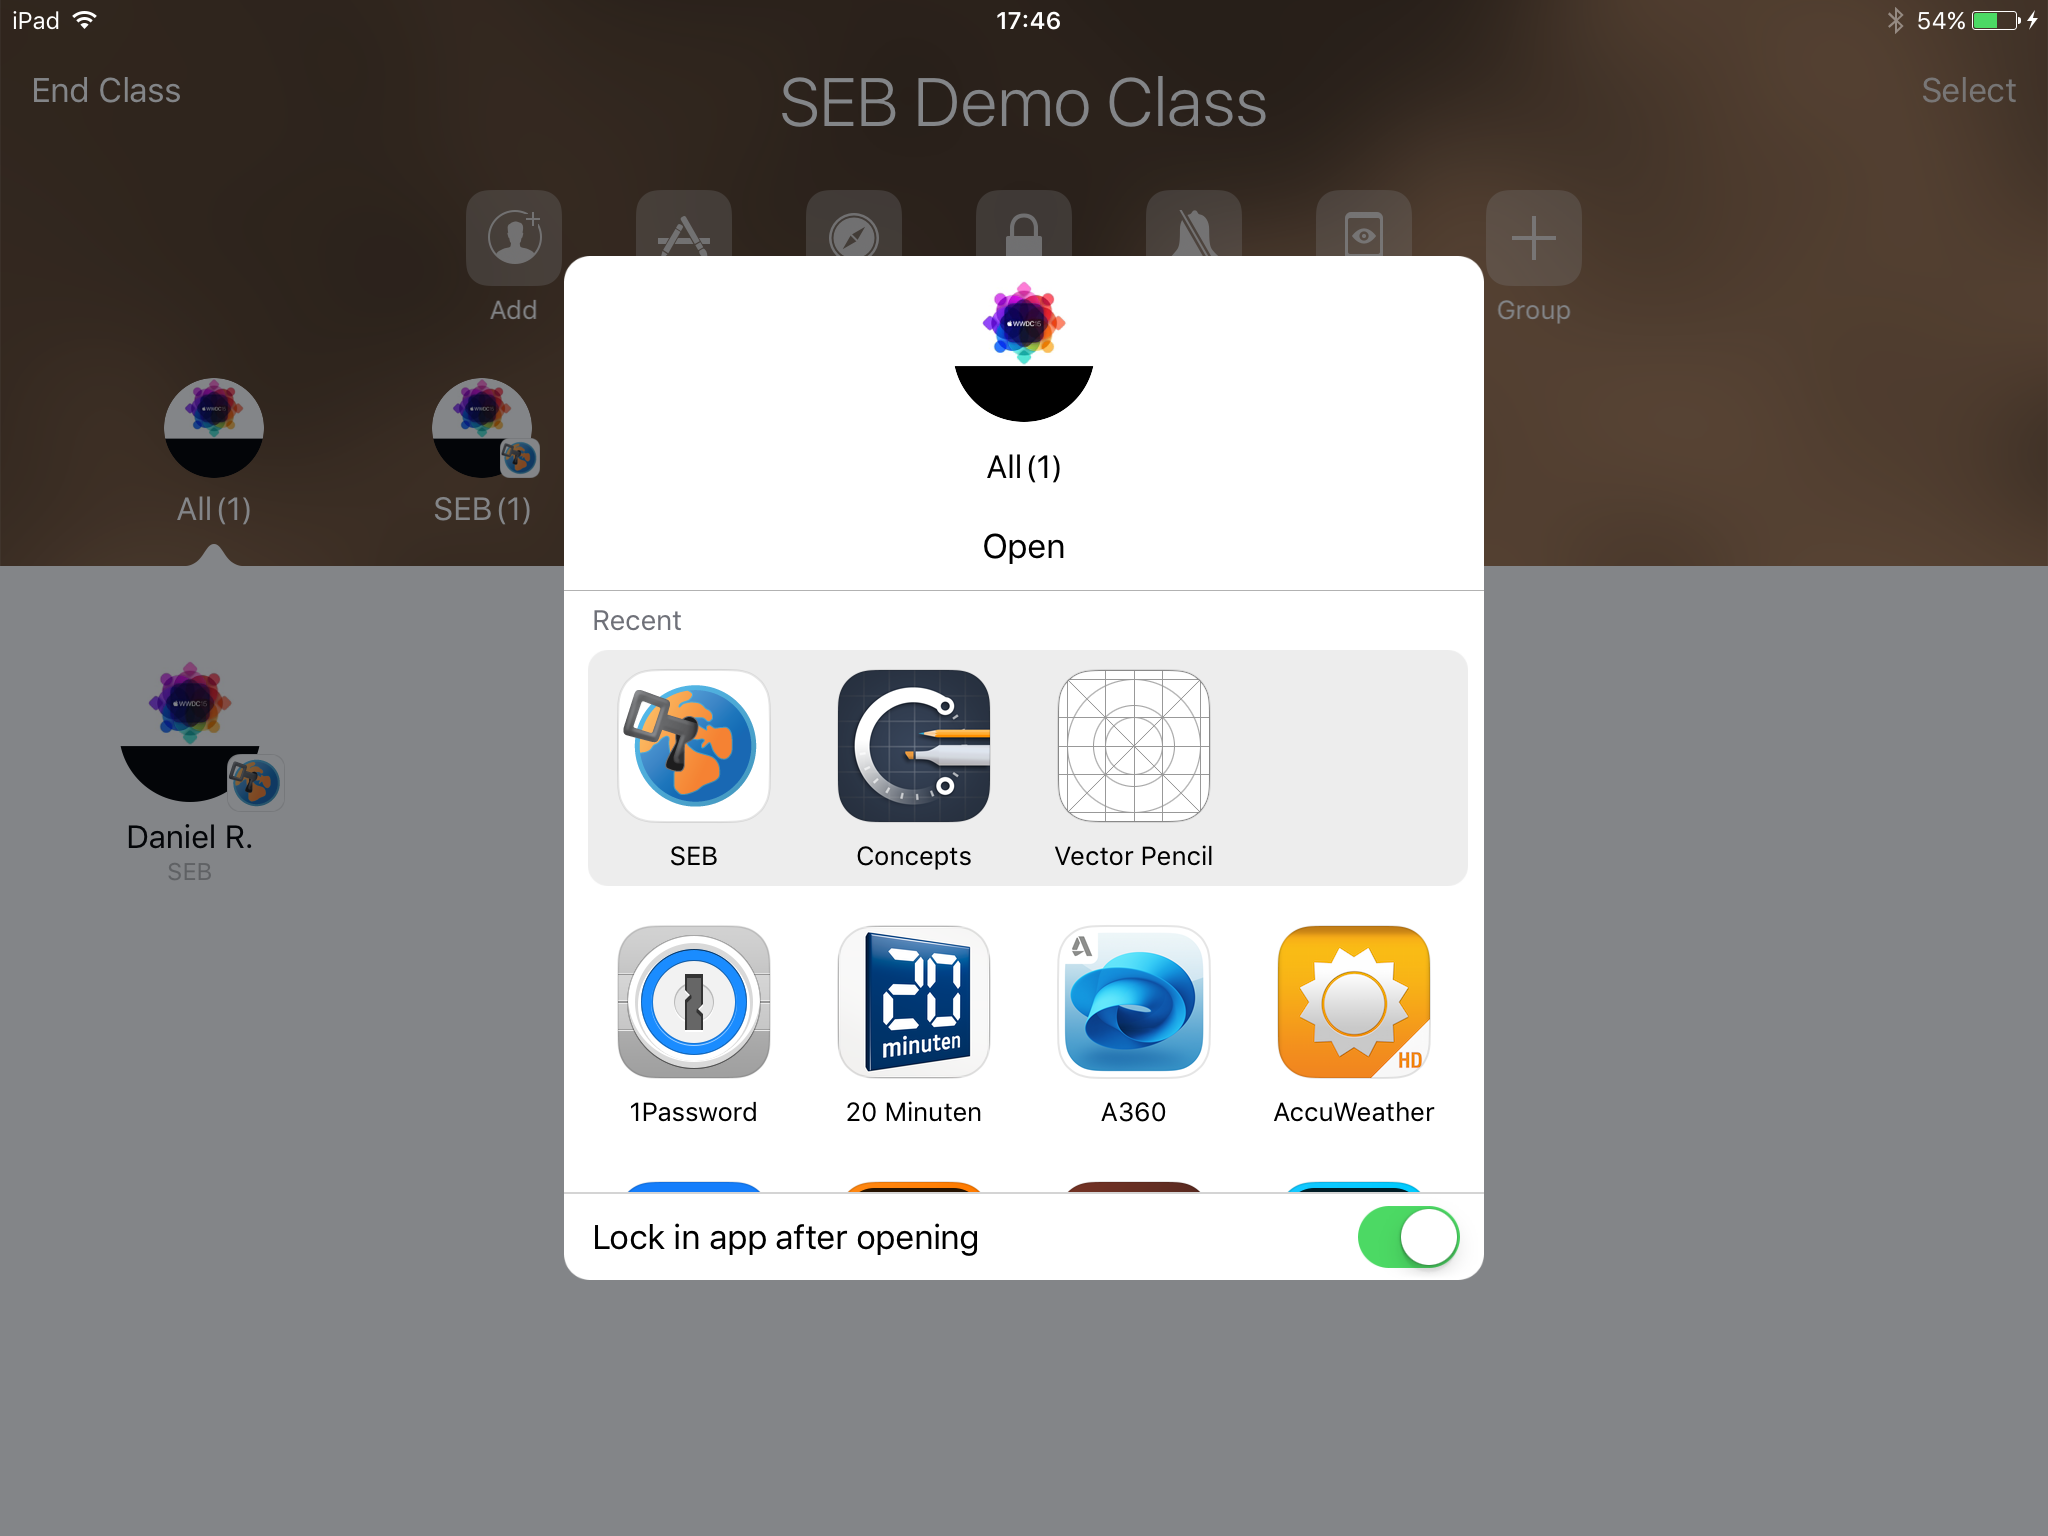 iPad
17:46
54%
End Class
SEB Demo Class
Select
Add
Group
All (1)
SEB (1)
WWDC15
All (1)
Open
Recent
SEB
Concepts
Vector Pencil
20
minuten
HD
1Password
20 Minuten
A360
AccuWeather
Lock in app after opening
WWDC15
Daniel R.
SEB